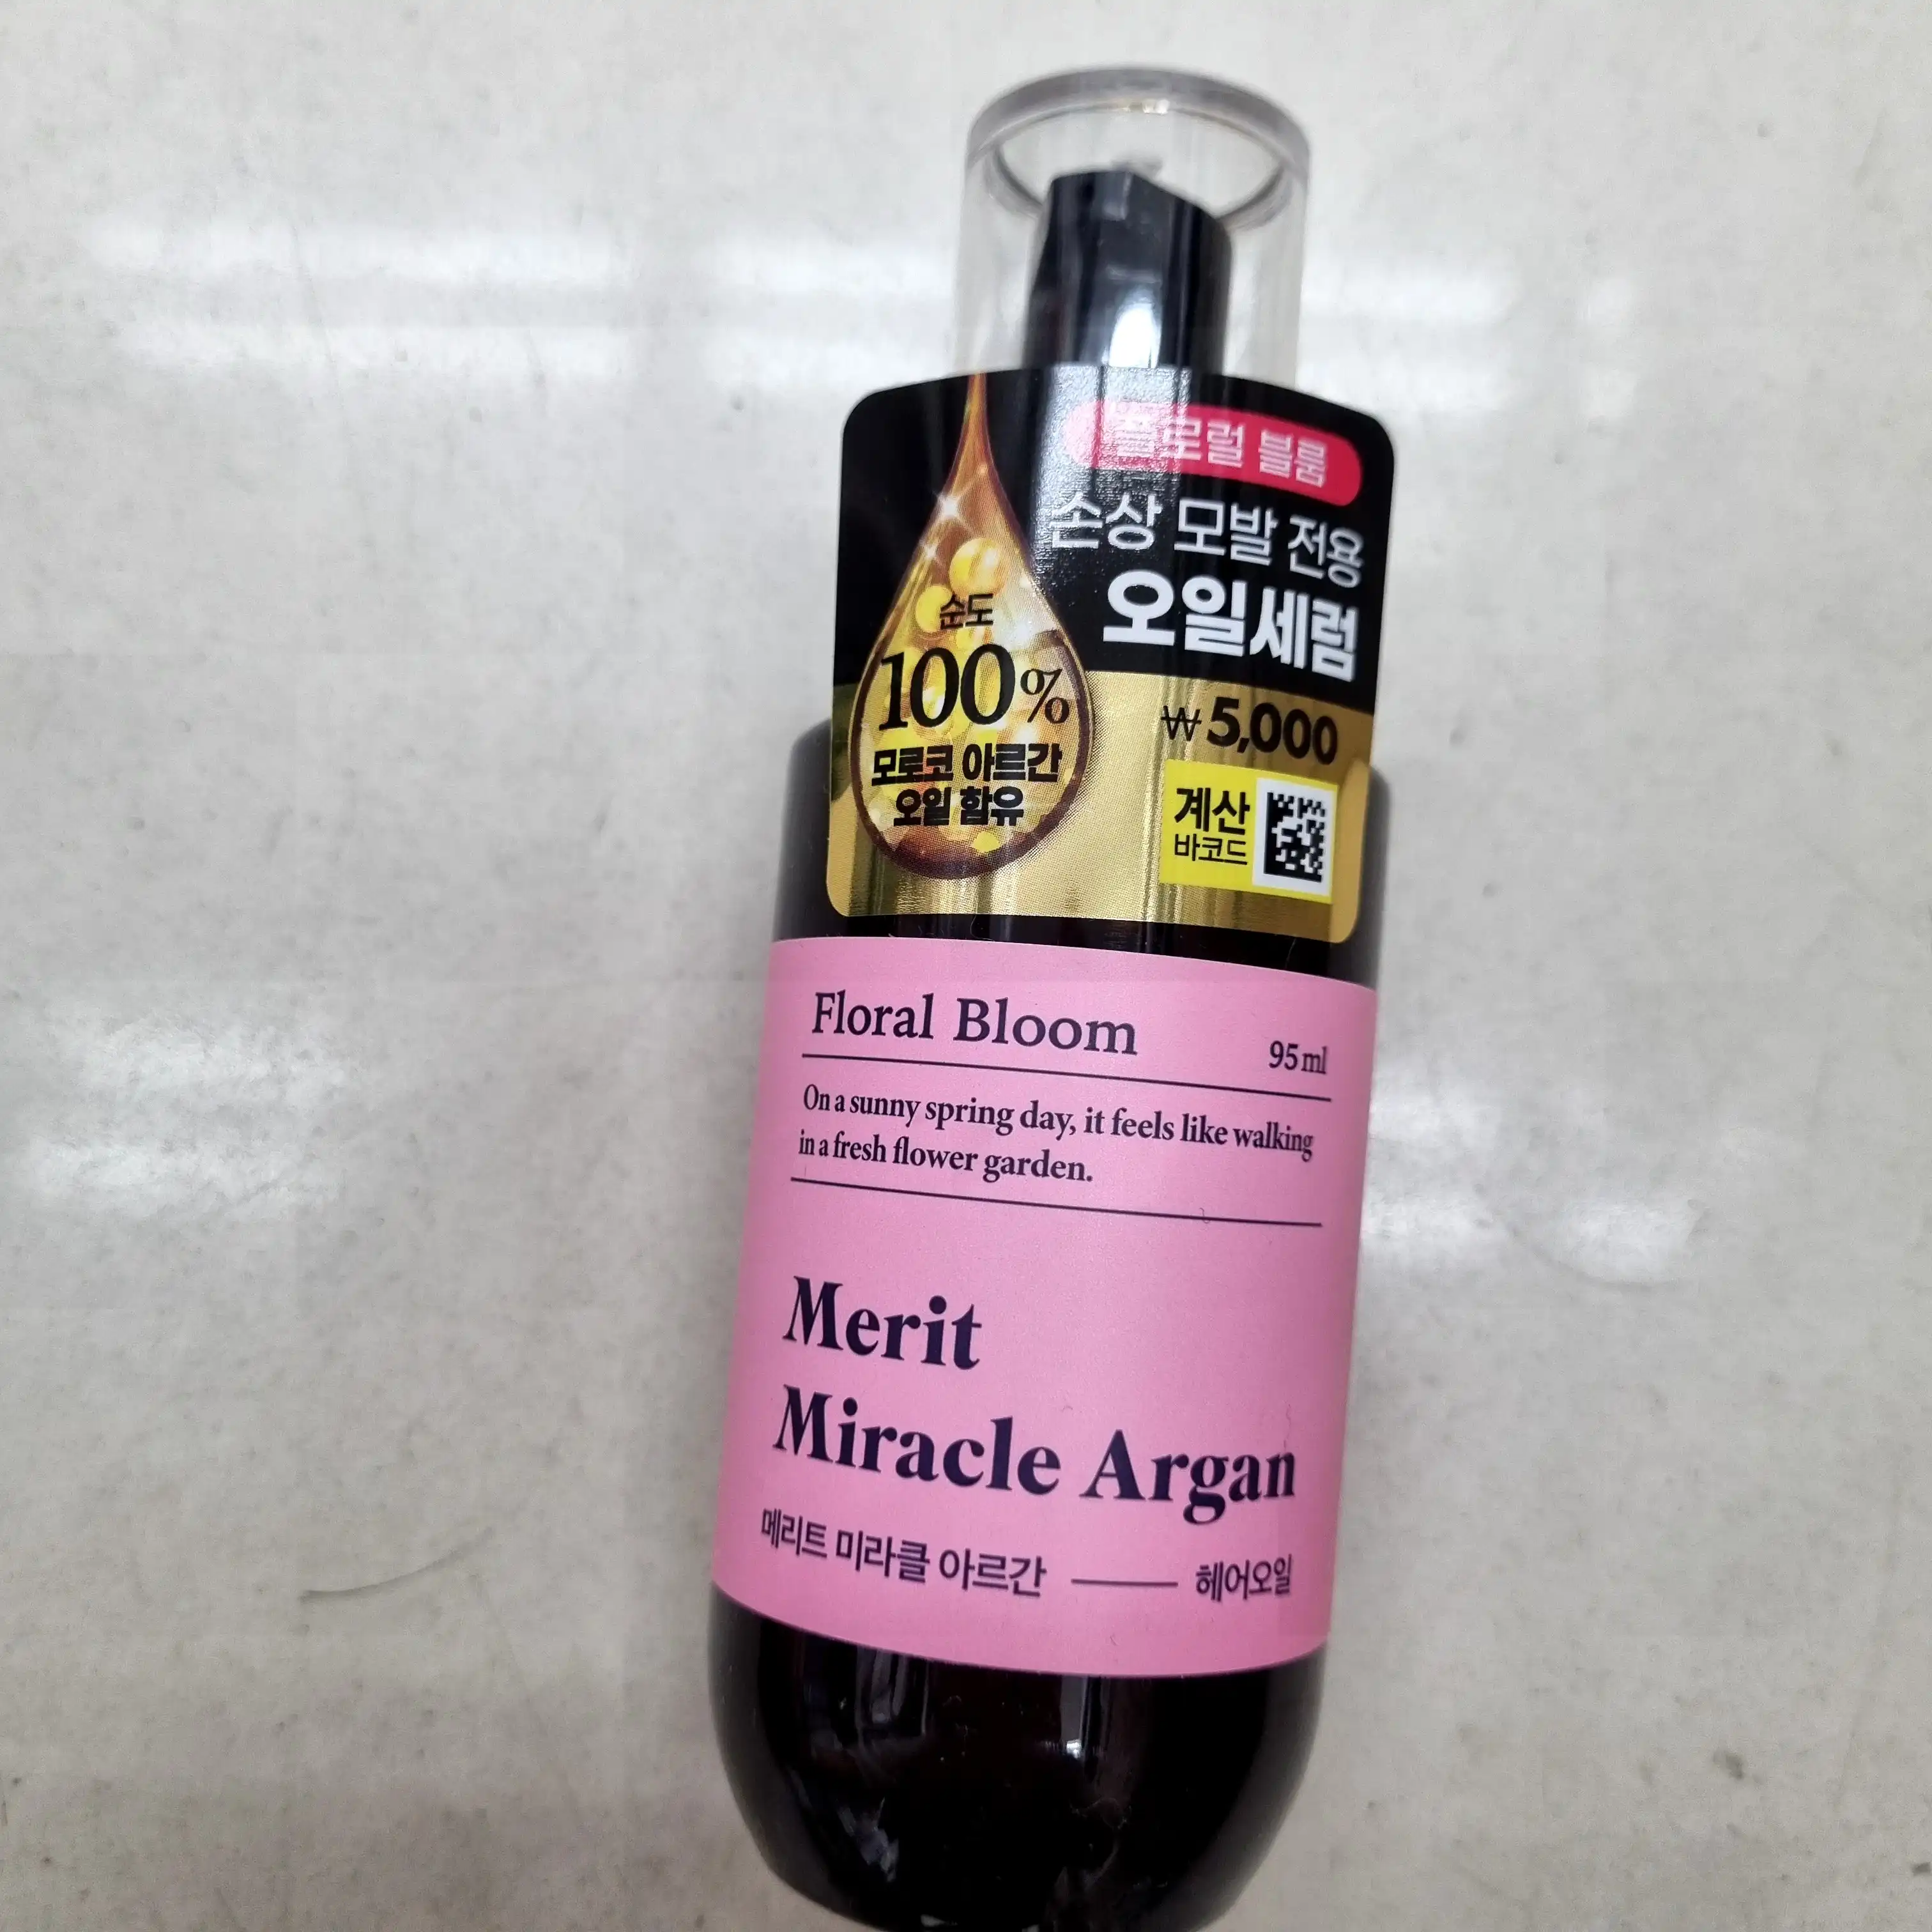 플로럴 블룸
손상 모발 전용
오일세럼
순도
100%
모로코 아르간
오일 함유
₩5,000
계산
바코드
Floral Bloom
95 ml
On a sunny spring day, it feels like walking
in a fresh flower garden.
Merit
Miracle Argan
메리트 미라클 아르간 — 헤어오일